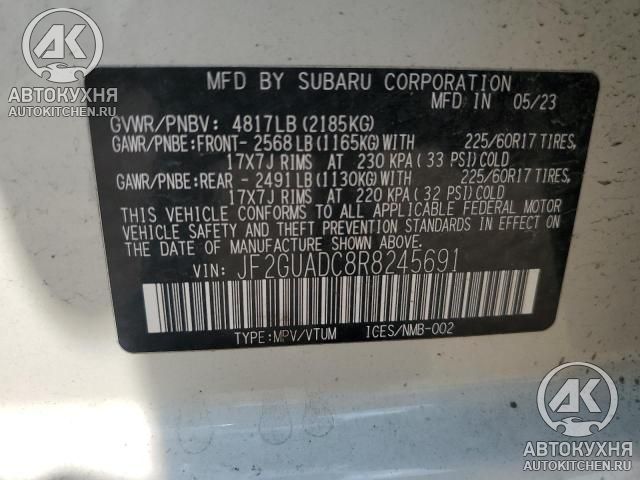 AK
АВТОКУХНЯ
AUTOKITCHEN.RU
MFD BY SUBARU CORPORATION
MFD IN 05/23
GVWR/PNBV: 4817LB(2185KG)
GAWR/PNBE:FRONT- 2568LB(1165KG)WITH 225/60R17 TIRES,
17X7J RIMS AT 230 KPA (33 PSI)COLD
GAWR/PNBE:REAR - 2491LB(1130KG)WITH 225/60R17 TIRES,
17X7J RIMS AT 220 KPA (32 PSI)COLD
THIS VEHICLE CONFORMS TO ALL APPLICABLE FEDERAL MOTOR
VEHICLE SAFETY AND THEFT PREVENTION STANDARDS IN EFFECT ON
THE DATE OF MANUFACTURE SHOWN ABOVE.
VIN: JF2GUADC8R8245691
TYPE:MPV/VTUM ICES/NMB-002
AK
АВТОКУХНЯ
AUTOKITCHEN.RU